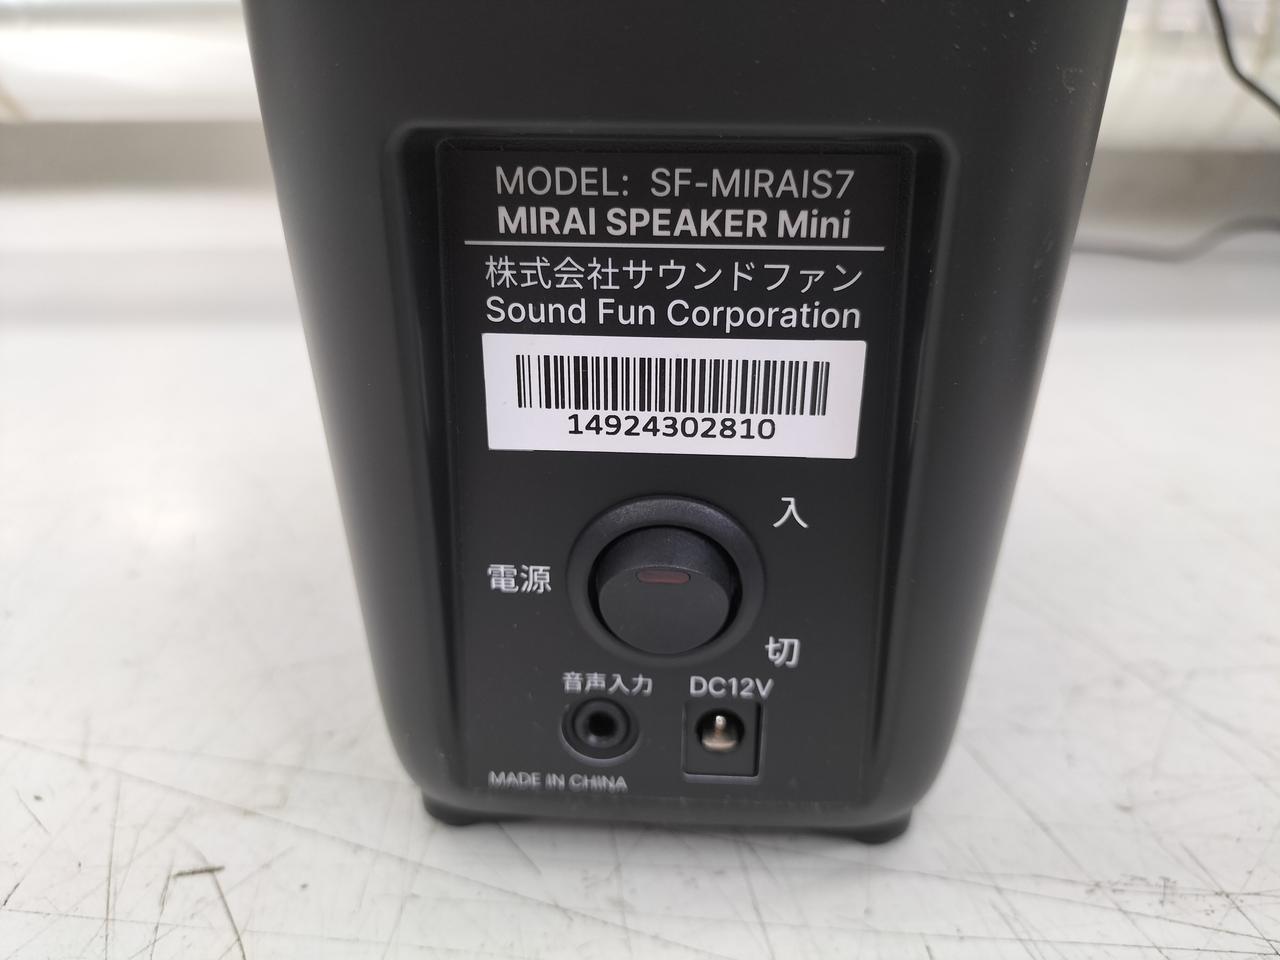 MODEL: SF-MIRAIS7
MIRAI SPEAKER Mini
株式会社サウンドファン
Sound Fun Corporation
14924302810
入
電源
切
音声入力 DC12V
MADE IN CHINA